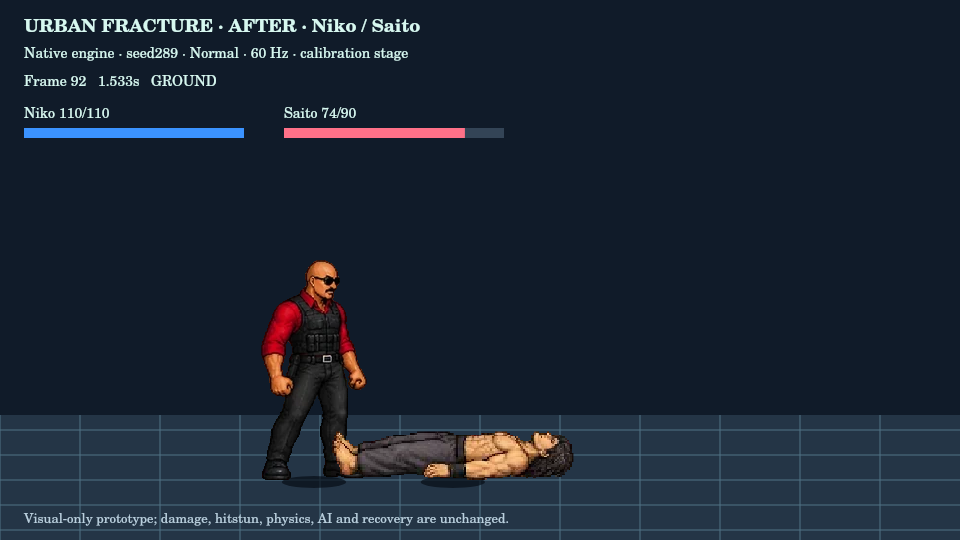 URBAN FRACTURE · AFTER · Niko / Saito
Native engine · seed289 · Normal · 60 Hz · calibration stage
Frame 92 1.533s GROUND
Niko 110/110 Saito 74/90
Visual-only prototype; damage, hitstun, physics, AI and recovery are unchanged.